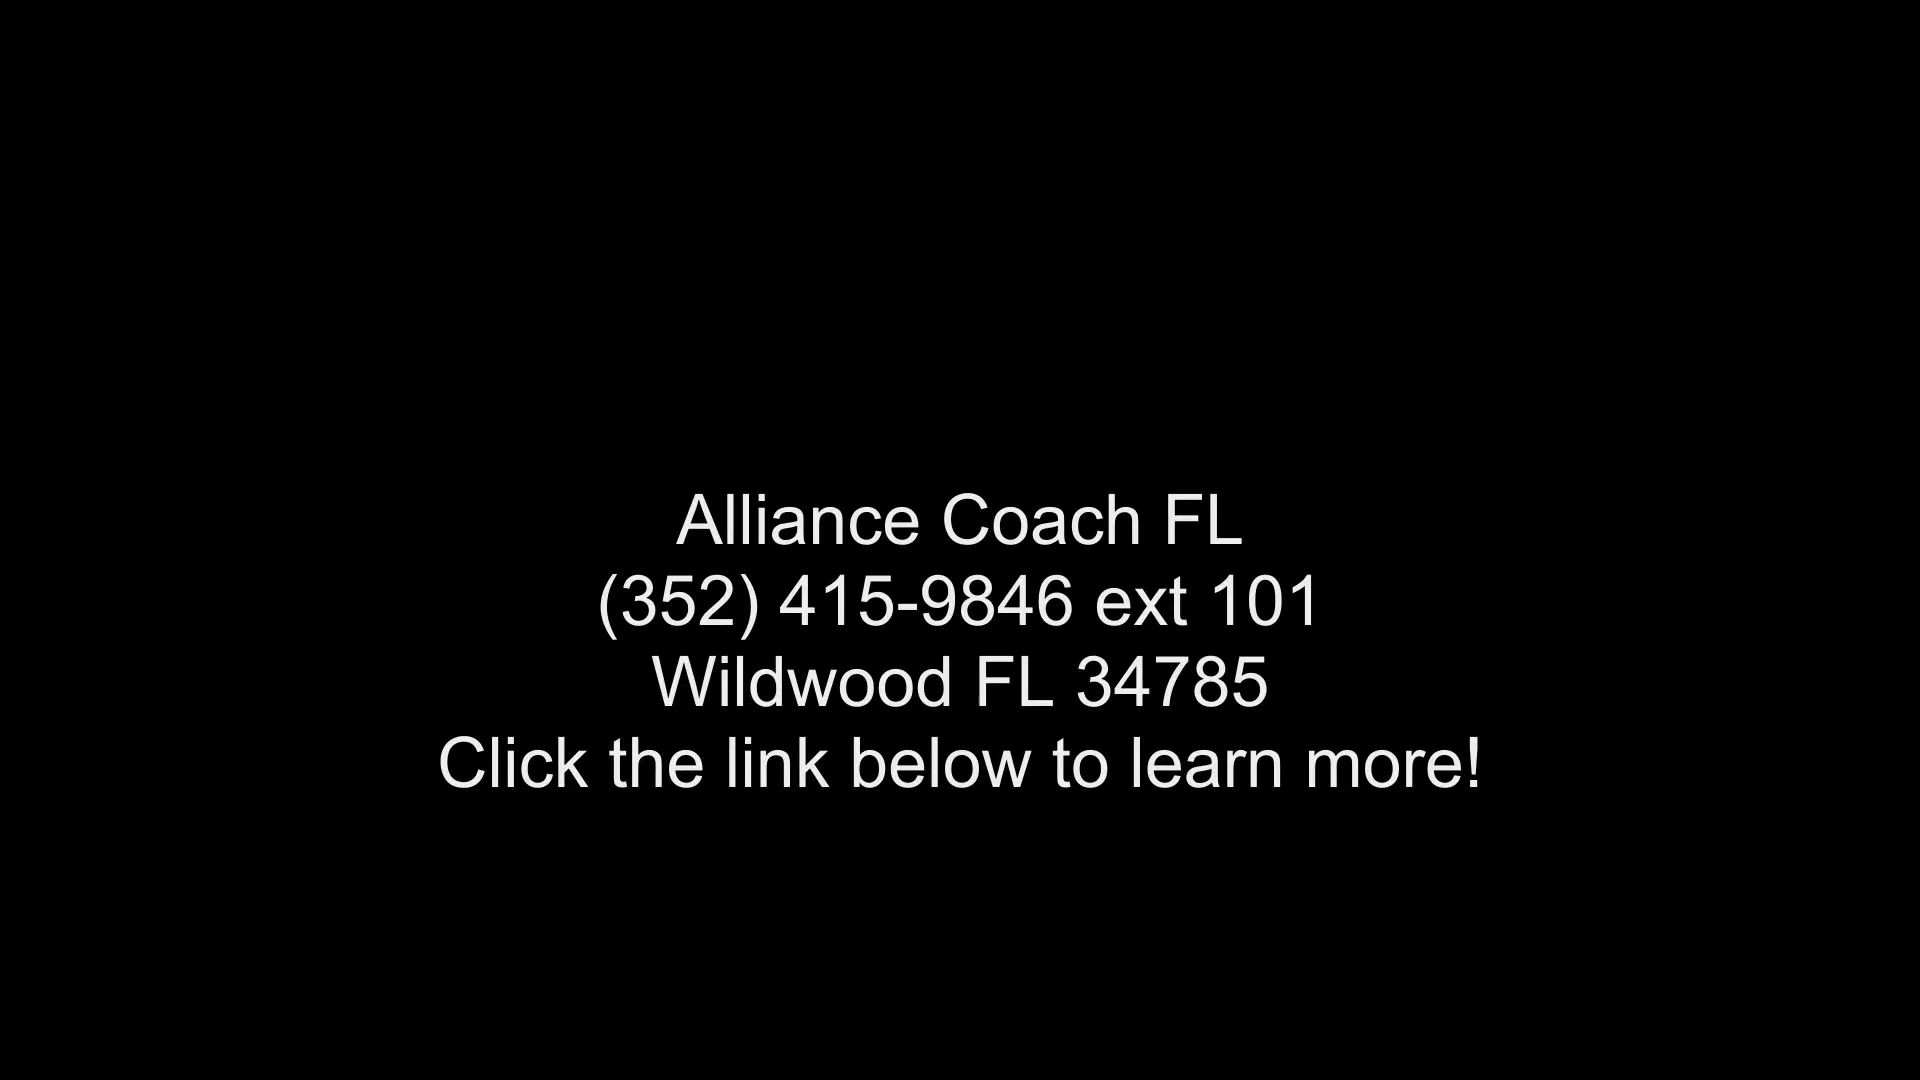 Alliance Coach FL
(352) 415-9846 ext 101
Wildwood FL 34785
Click the link below to learn more!